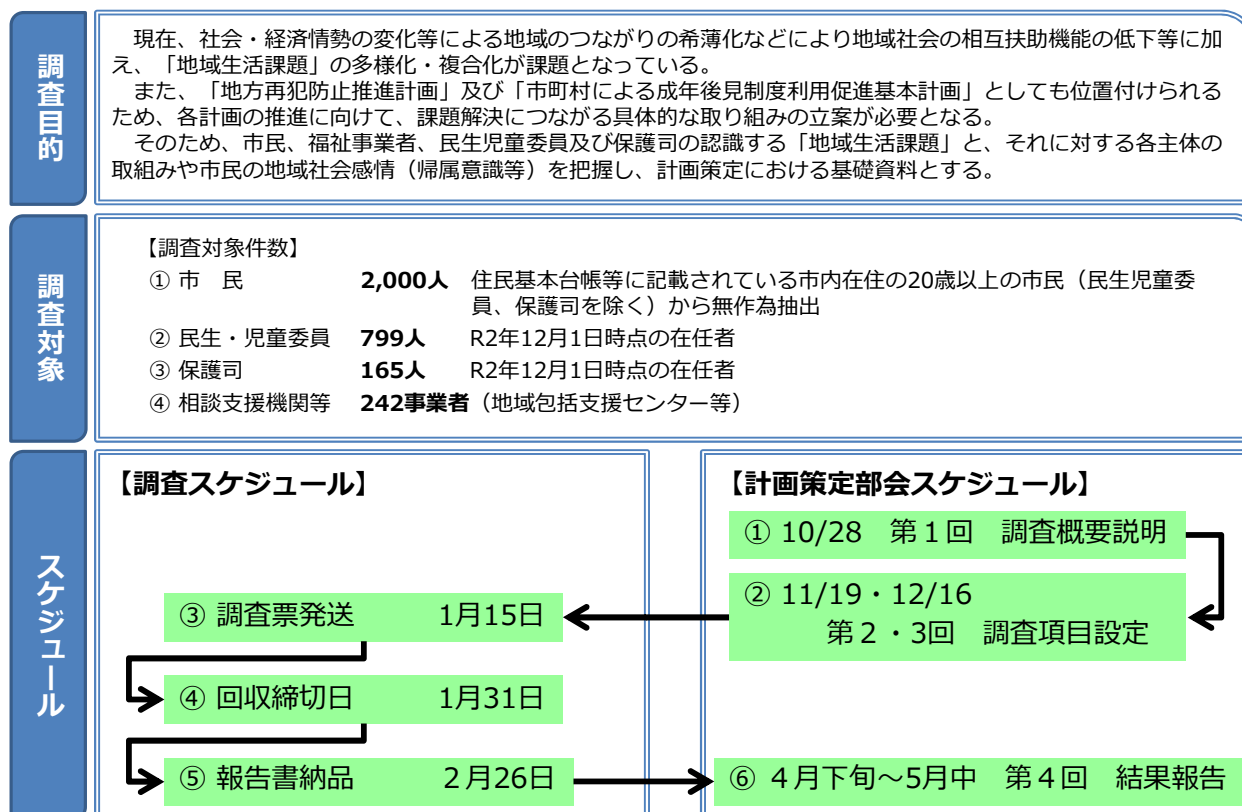 調査目的
現在、社会・経済情勢の変化等による地域のつながりの希薄化などにより地域社会の相互扶助機能の低下等に加
え、「地域生活課題」の多様化・複合化が課題となっている。
また、「地方再犯防止推進計画」及び「市町村による成年後見制度利用促進基本計画」としても位置付けられる
ため、各計画の推進に向けて、課題解決につながる具体的な取り組みの立案が必要となる。
そのため、市民、福祉事業者、民生児童委員及び保護司の認識する「地域生活課題」と、それに対する各主体の
取組みや市民の地域社会感情（帰属意識等）を把握し、計画策定における基礎資料とする。
調査対象
【調査対象件数】
① 市　民　2,000人　住民基本台帳等に記載されている市内在住の20歳以上の市民（民生児童委
員、保護司を除く）から無作為抽出
② 民生・児童委員　799人　R2年12月1日時点の在任者
③ 保護司　165人　R2年12月1日時点の在任者
④ 相談支援機関等　242事業者（地域包括支援センター等）
スケジュール
【調査スケジュール】
③ 調査票発送　1月15日
④ 回収締切日　1月31日
⑤ 報告書納品　２月26日
【計画策定部会スケジュール】
① 10/28　第１回　調査概要説明
② 11/19・12/16
第２・3回　調査項目設定
⑥ ４月下旬～5月中　第４回　結果報告